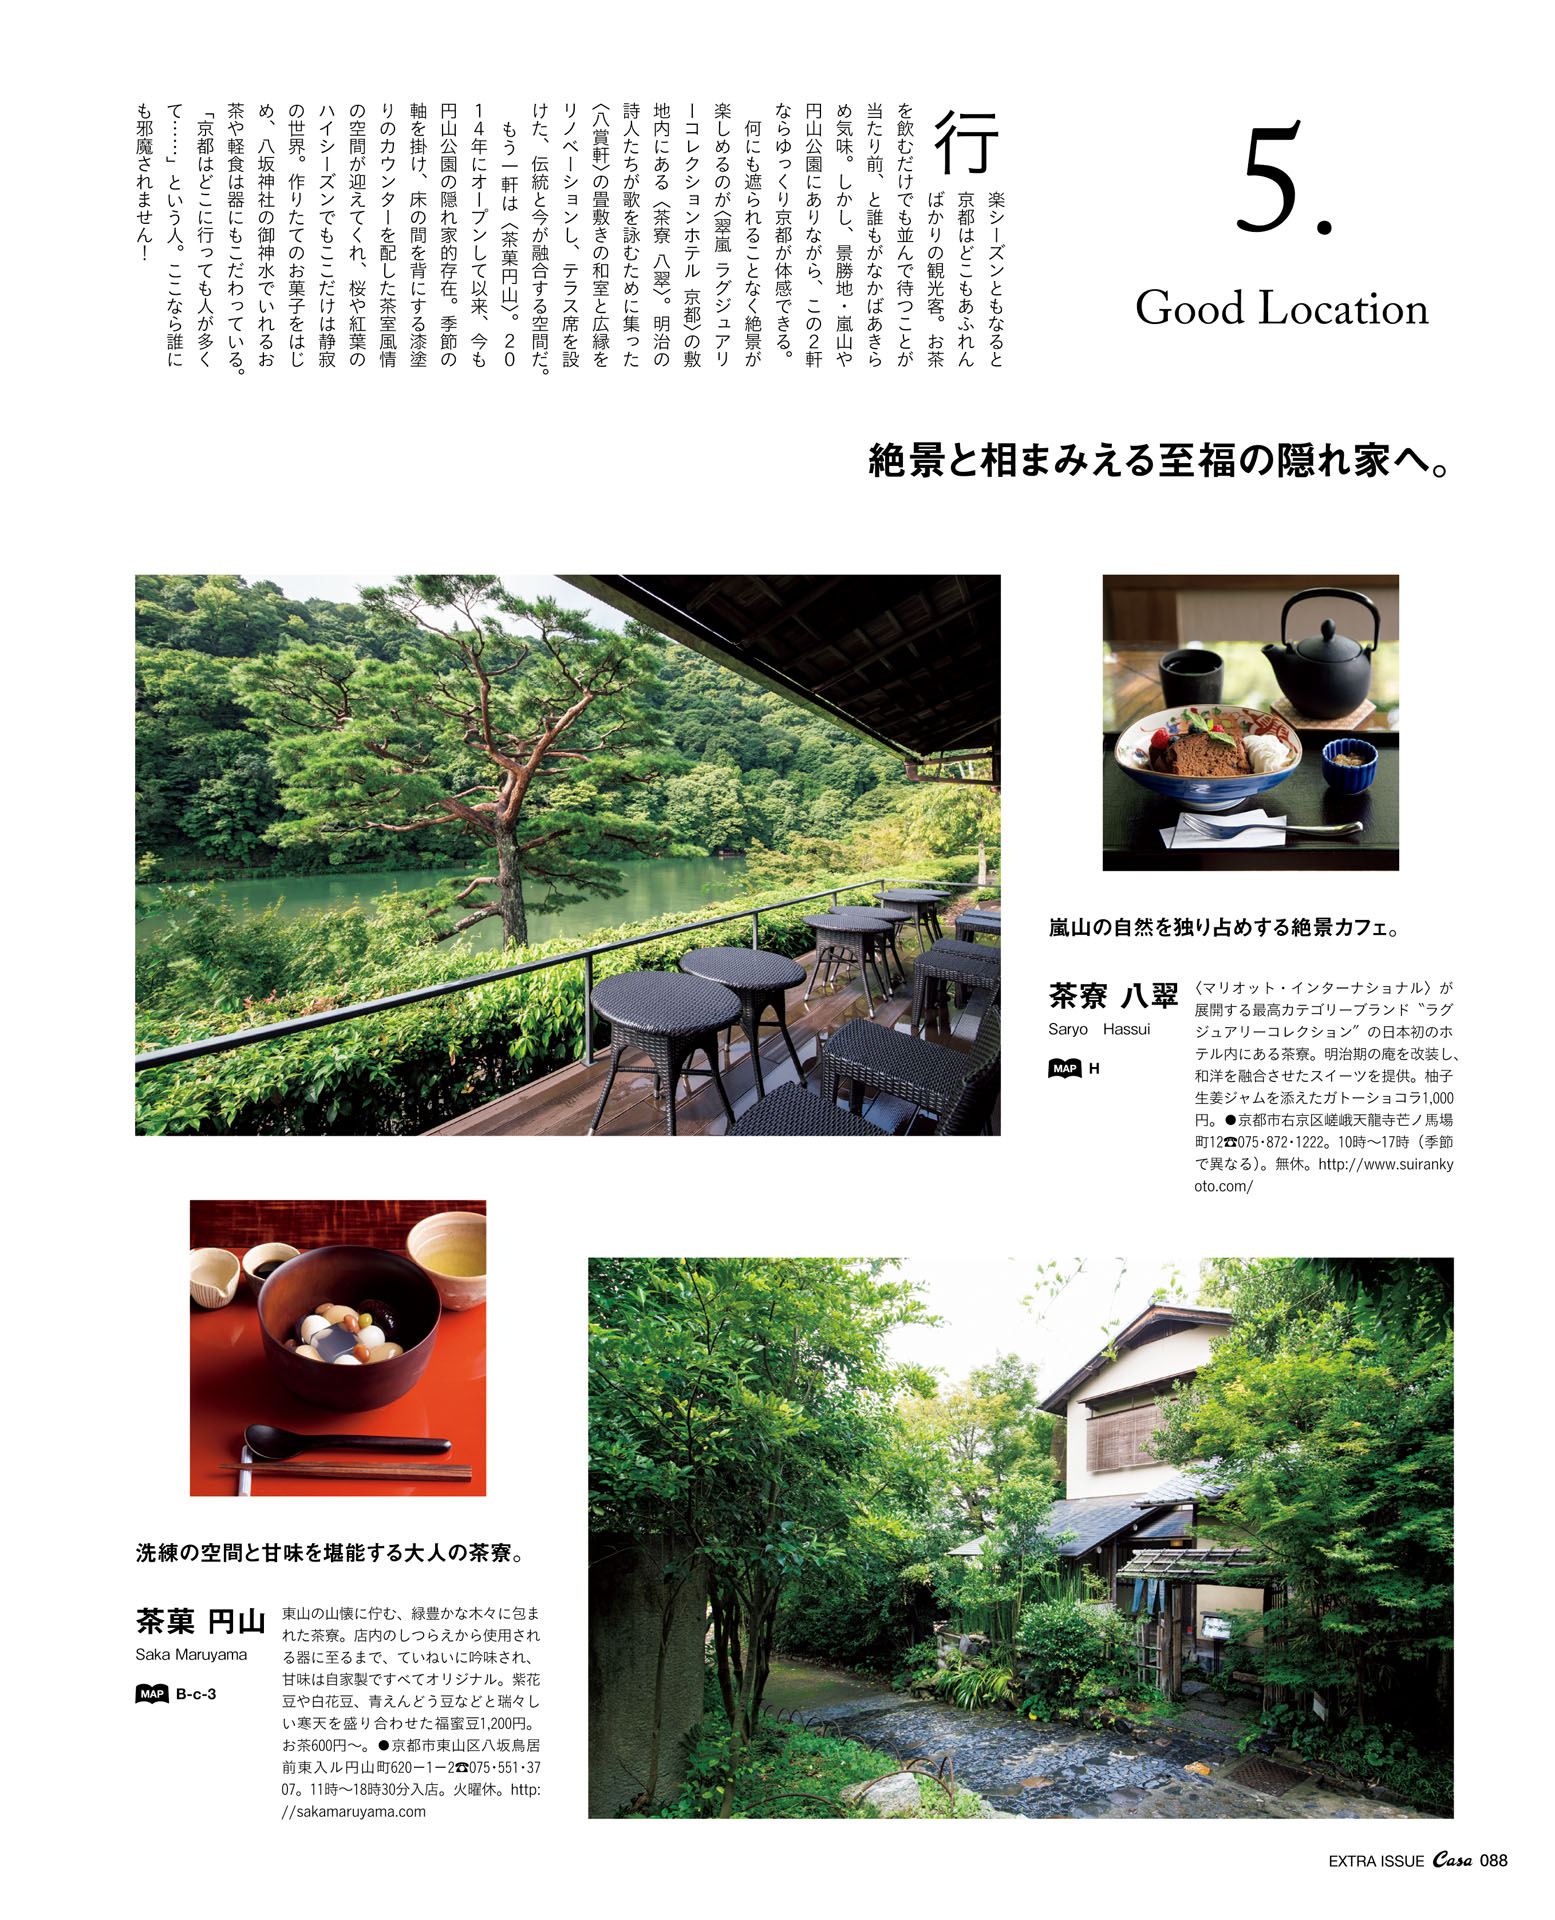 5.
Good Location
行
楽シーズンともなると
京都はどこもあふれん
ばかりの観光客。お茶
を飲むだけでも並んで待つことが
当たり前、と誰もがなかばあきら
め気味。しかし、景勝地・嵐山や
円山公園にありながら、この2軒
ならゆっくり京都が体感できる。
何にも遮られることなく絶景が
楽しめるのが〈翠嵐 ラグジュアリ
ーコレクションホテル 京都〉の敷
地内にある〈茶寮 八翠〉。明治の
詩人たちが歌を詠むために集った
〈八賞軒〉の畳敷きの和室と広縁を
リノベーションし、テラス席を設
けた、伝統と今が融合する空間だ。
もう一軒は〈茶菓円山〉。20
14年にオープンして以来、今も
円山公園の隠れ家的存在。季節の
軸を掛け、床の間を背にする漆塗
りのカウンターを配した茶室風情
の空間が迎えてくれ、桜や紅葉の
ハイシーズンでもここだけは静寂
の世界。作りたてのお菓子をはじ
め、八坂神社の御神水でいれるお
茶や軽食は器にもこだわっている。
「京都はどこに行っても人が多く
て……」という人。ここなら誰に
も邪魔されません!
絶景と相まみえる至福の隠れ家へ。
嵐山の自然を独り占めする絶景カフェ。
茶寮 八翠
Saryo Hassui
MAP H
〈マリオット・インターナショナル〉が
展開する最高カテゴリーブランド〝ラグ
ジュアリーコレクション〟の日本初のホ
テル内にある茶寮。明治期の庵を改装し、
和洋を融合させたスイーツを提供。柚子
生姜ジャムを添えたガトーショコラ1,000
円。●京都市右京区嵯峨天龍寺芒ノ馬場
町12☎075・872・1222。10時〜17時（季節
で異なる）。無休。http://www.suiranky
oto.com/
洗練の空間と甘味を堪能する大人の茶寮。
茶菓 円山
Saka Maruyama
MAP B-c-3
東山の山懐に佇む、緑豊かな木々に包ま
れた茶寮。店内のしつらえから使用され
る器に至るまで、ていねいに吟味され、
甘味は自家製ですべてオリジナル。紫花
豆や白花豆、青えんどう豆などと瑞々し
い寒天を盛り合わせた福蜜豆1,200円。
お茶600円〜。●京都市東山区八坂鳥居
前東入ル円山町620−1−2☎075・551・37
07。11時〜18時30分入店。火曜休。http:
//sakamaruyama.com
EXTRA ISSUE Casa 088